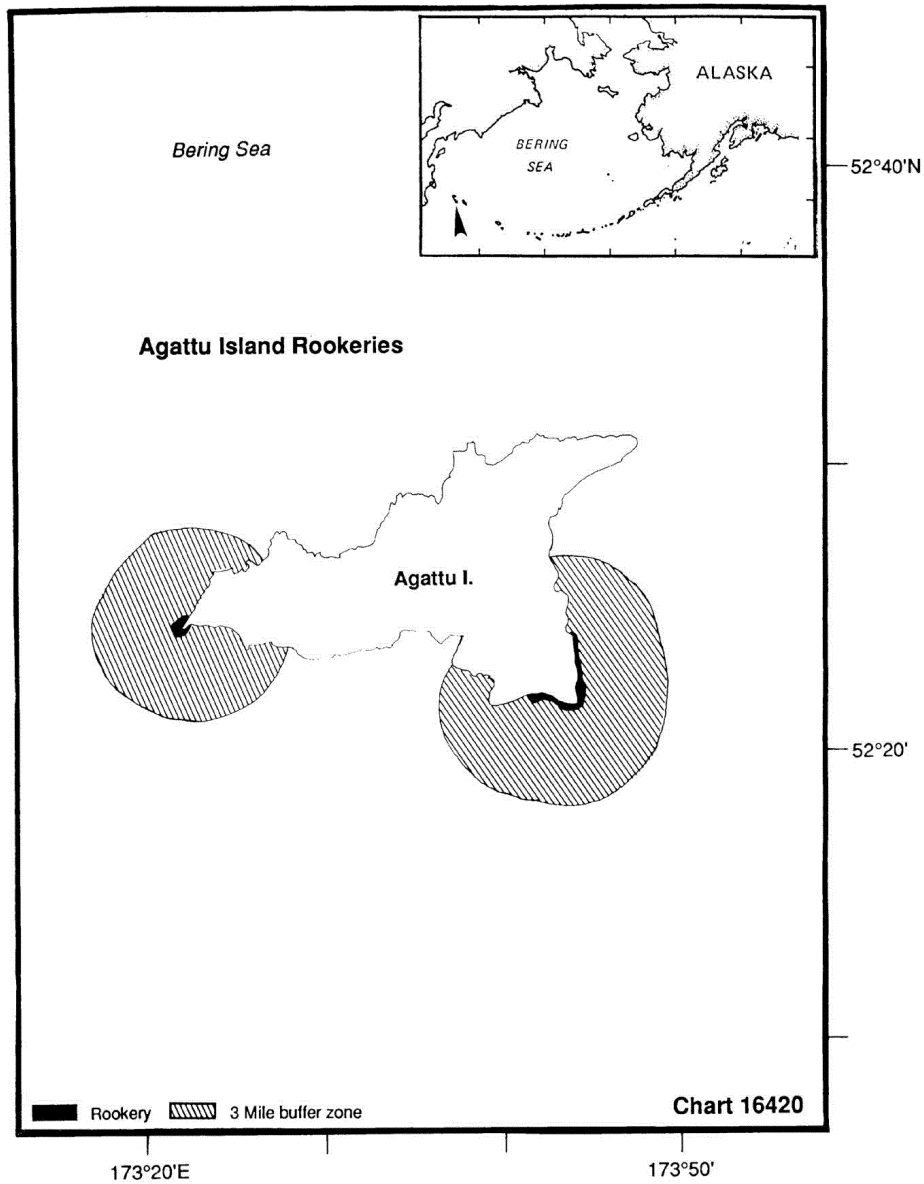 ALASKA
BERING
SEA
Bering Sea
52°40'N
Agattu Island Rookeries
Agattu I.
52°20'
Rookery
3 Mile buffer zone
Chart 16420
173°20'E
173°50'